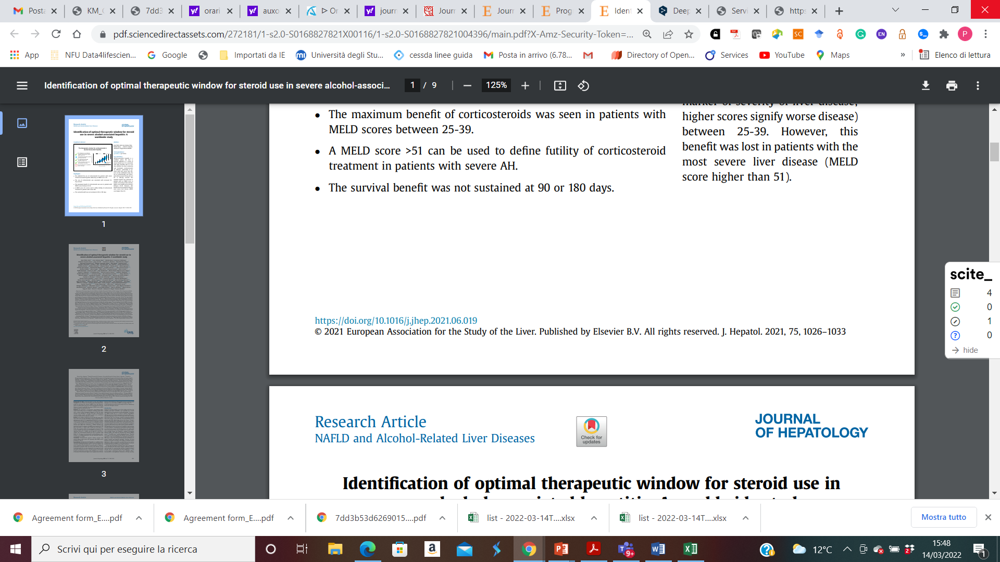 Posta
KM_
7dd3
orari
auxo
Or
journ
Journ
Journ
Prog
Iden
Deep
Servi
https
pdf.sciencedirectassets.com/272181/1-s2.0-S0168827821X00116/1-s2.0-S0168827821004396/main.pdf?X-Amz-Security-Token=...
App
NFU Data4lifescien...
Google
Importati da IE
Università degli Stu...
cessda linee guida
Posta in arrivo (6.78...
Directory of Open...
Services
YouTube
Maps
»
Elenco di lettura
Identification of optimal therapeutic window for steroid use in severe alcohol-associ...
1 / 9
125%
• The maximum benefit of corticosteroids was seen in patients with
MELD scores between 25-39.
• A MELD score >51 can be used to define futility of corticosteroid
treatment in patients with severe AH.
• The survival benefit was not sustained at 90 or 180 days.
marker of severity of liver disease,
higher scores signify worse disease)
between 25-39. However, this
benefit was lost in patients with the
most severe liver disease (MELD
score higher than 51).
https://doi.org/10.1016/j.jhep.2021.06.019
© 2021 European Association for the Study of the Liver. Published by Elsevier B.V. All rights reserved. J. Hepatol. 2021, 75, 1026–1033
Research Article
NAFLD and Alcohol-Related Liver Diseases
Check for
updates
JOURNAL
OF HEPATOLOGY
Identification of optimal therapeutic window for steroid use in
1
2
3
scite_
4
0
1
0
hide
Agreement form_E....pdf
Agreement form_E....pdf
7dd3b53d6269015....pdf
list - 2022-03-14T....xlsx
list - 2022-03-14T....xlsx
Mostra tutto
Scrivi qui per eseguire la ricerca
12°C
15:48
14/03/2022
1